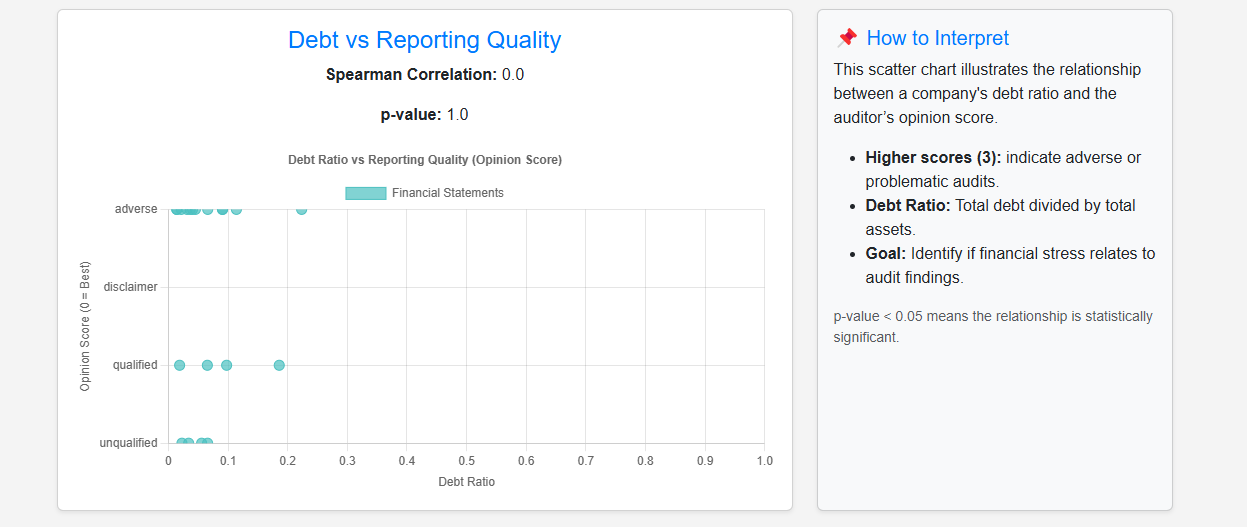 Debt vs Reporting Quality
Spearman Correlation: 0.0
p-value: 1.0
Debt Ratio vs Reporting Quality (Opinion Score)
Financial Statements
adverse
disclaimer
qualified
unqualified
Opinion Score (0 = Best)
0 0.1 0.2 0.3 0.4 0.5 0.6 0.7 0.8 0.9 1.0
Debt Ratio
📌 How to Interpret
This scatter chart illustrates the relationship
between a company's debt ratio and the
auditor’s opinion score.
• Higher scores (3): indicate adverse or
problematic audits.
• Debt Ratio: Total debt divided by total
assets.
• Goal: Identify if financial stress relates to
audit findings.
p-value < 0.05 means the relationship is statistically
significant.